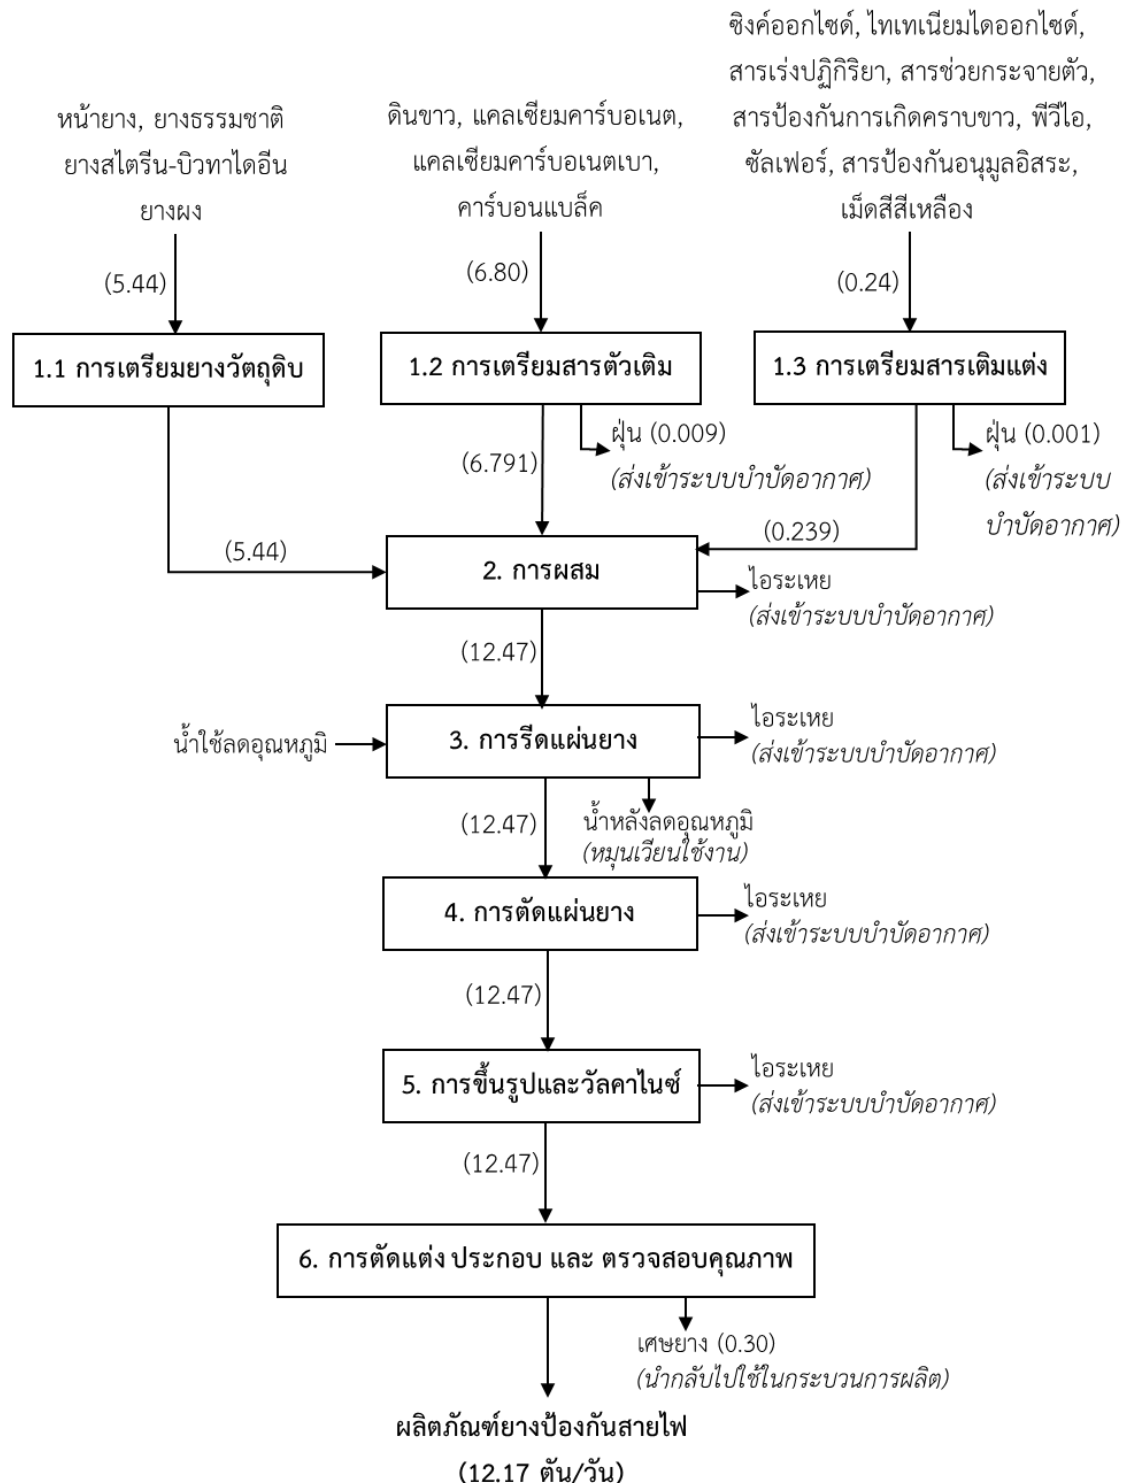 หน้ายาง, ยางธรรมชาติ
ยางสไตรีน-บิวทาไดอีน
ยางผง
(5.44)
1.1 การเตรียมยางวัตถุดิบ
ดินขาว, แคลเซียมคาร์บอเนต,
แคลเซียมคาร์บอเนตเบา,
คาร์บอนแบล็ค
(6.80)
1.2 การเตรียมสารตัวเติม
ซิงค์ออกไซด์, ไทเทเนียมไดออกไซด์,
สารเร่งปฏิกิริยา, สารช่วยกระจายตัว,
สารป้องกันการเกิดคราบขาว, พีวีไอ,
ซัลเฟอร์, สารป้องกันอนุมูลอิสระ,
เม็ดสีสีเหลือง
(0.24)
1.3 การเตรียมสารเติมแต่ง
ฝุ่น (0.009)
(ส่งเข้าระบบบำบัดอากาศ)
(6.791)
ฝุ่น (0.001)
(ส่งเข้าระบบ
บำบัดอากาศ)
(0.239)
(5.44)
2. การผสม
ไอระเหย
(ส่งเข้าระบบบำบัดอากาศ)
(12.47)
น้ำใช้ลดอุณหภูมิ
3. การรีดแผ่นยาง
ไอระเหย
(ส่งเข้าระบบบำบัดอากาศ)
(12.47)
น้ำหลังลดอุณหภูมิ
(หมุนเวียนใช้งาน)
4. การตัดแผ่นยาง
ไอระเหย
(ส่งเข้าระบบบำบัดอากาศ)
(12.47)
5. การขึ้นรูปและวัลคาไนซ์
ไอระเหย
(ส่งเข้าระบบบำบัดอากาศ)
(12.47)
6. การตัดแต่ง ประกอบ และ ตรวจสอบคุณภาพ
เศษยาง (0.30)
(นำกลับไปใช้ในกระบวนการผลิต)
ผลิตภัณฑ์ยางป้องกันสายไฟ
(12.17 ตัน/วัน)